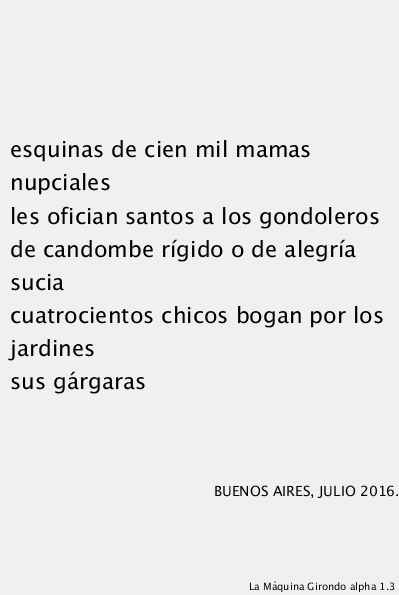 esquinas de cien mil mamas
nupciales
les ofician santos a los gondoleros
de candombe rígido o de alegría
sucia
cuatrocientos chicos bogan por los
jardines
sus gárgaras
BUENOS AIRES, JULIO 2016.
La Máquina Girondo alpha 1.3